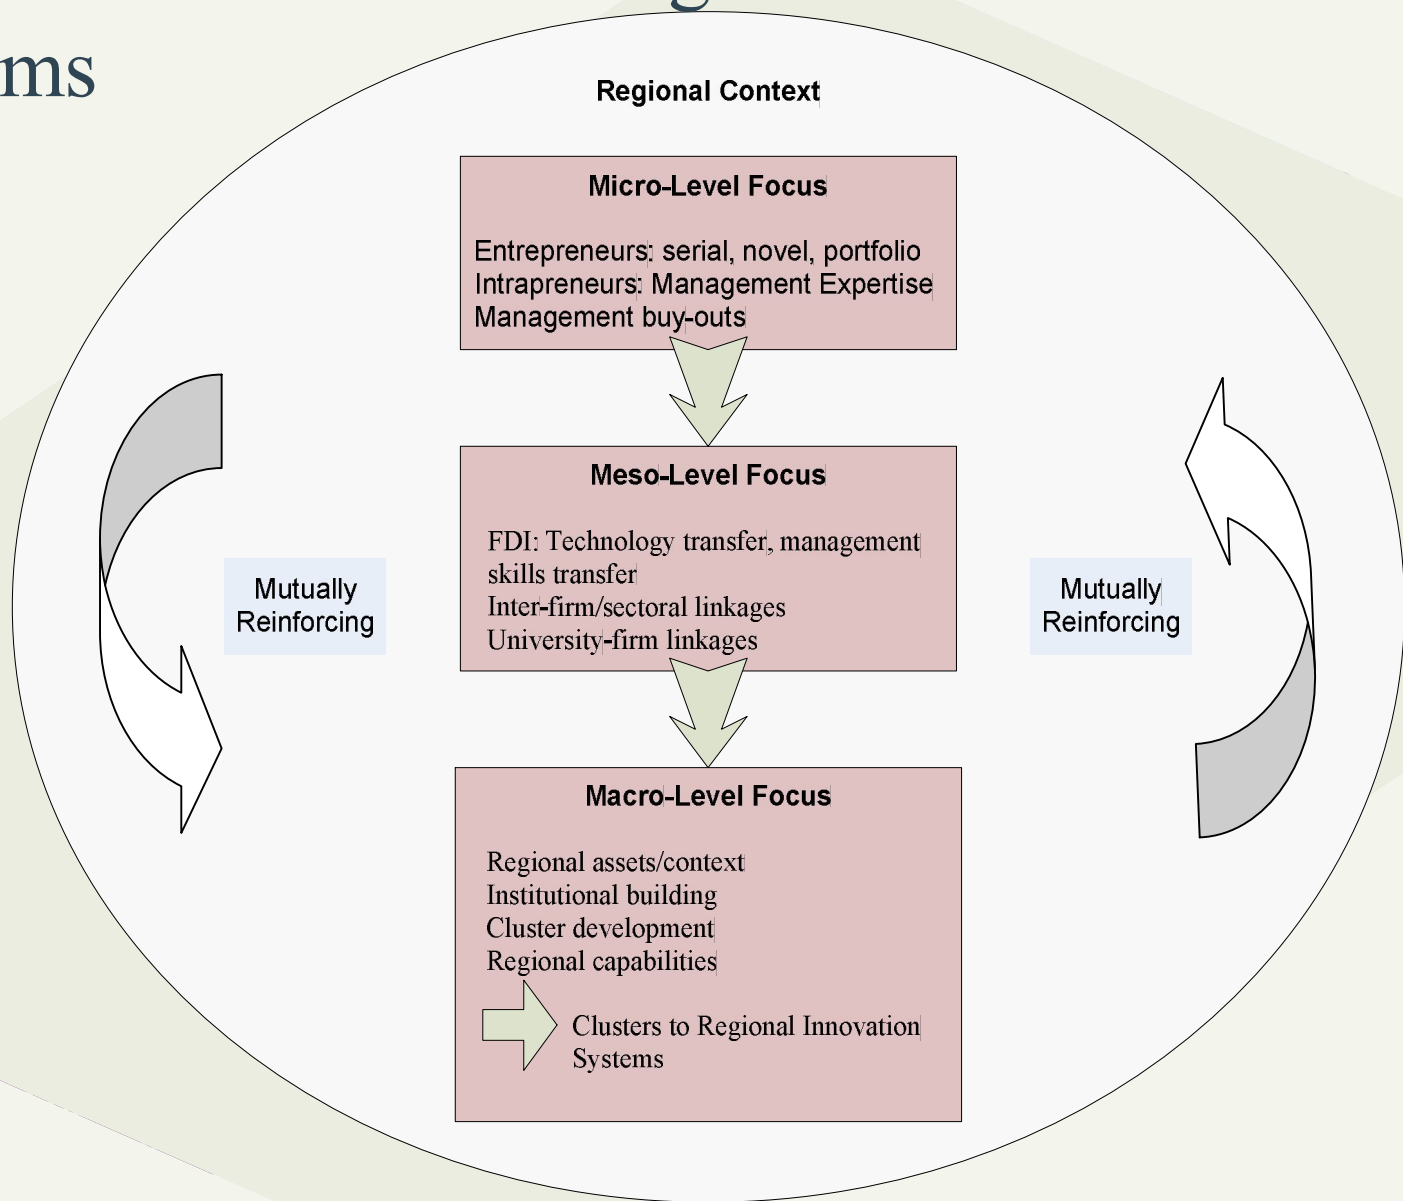 ms
Regional Context
Micro-Level Focus
Entrepreneurs: serial, novel, portfolio
Intrapreneurs: Management Expertise
Management buy-outs
Meso-Level Focus
FDI: Technology transfer, management
skills transfer
Inter-firm/sectoral linkages
University-firm linkages
Mutually
Reinforcing
Mutually
Reinforcing
Macro-Level Focus
Regional assets/context
Institutional building
Cluster development
Regional capabilities
Clusters to Regional Innovation
Systems